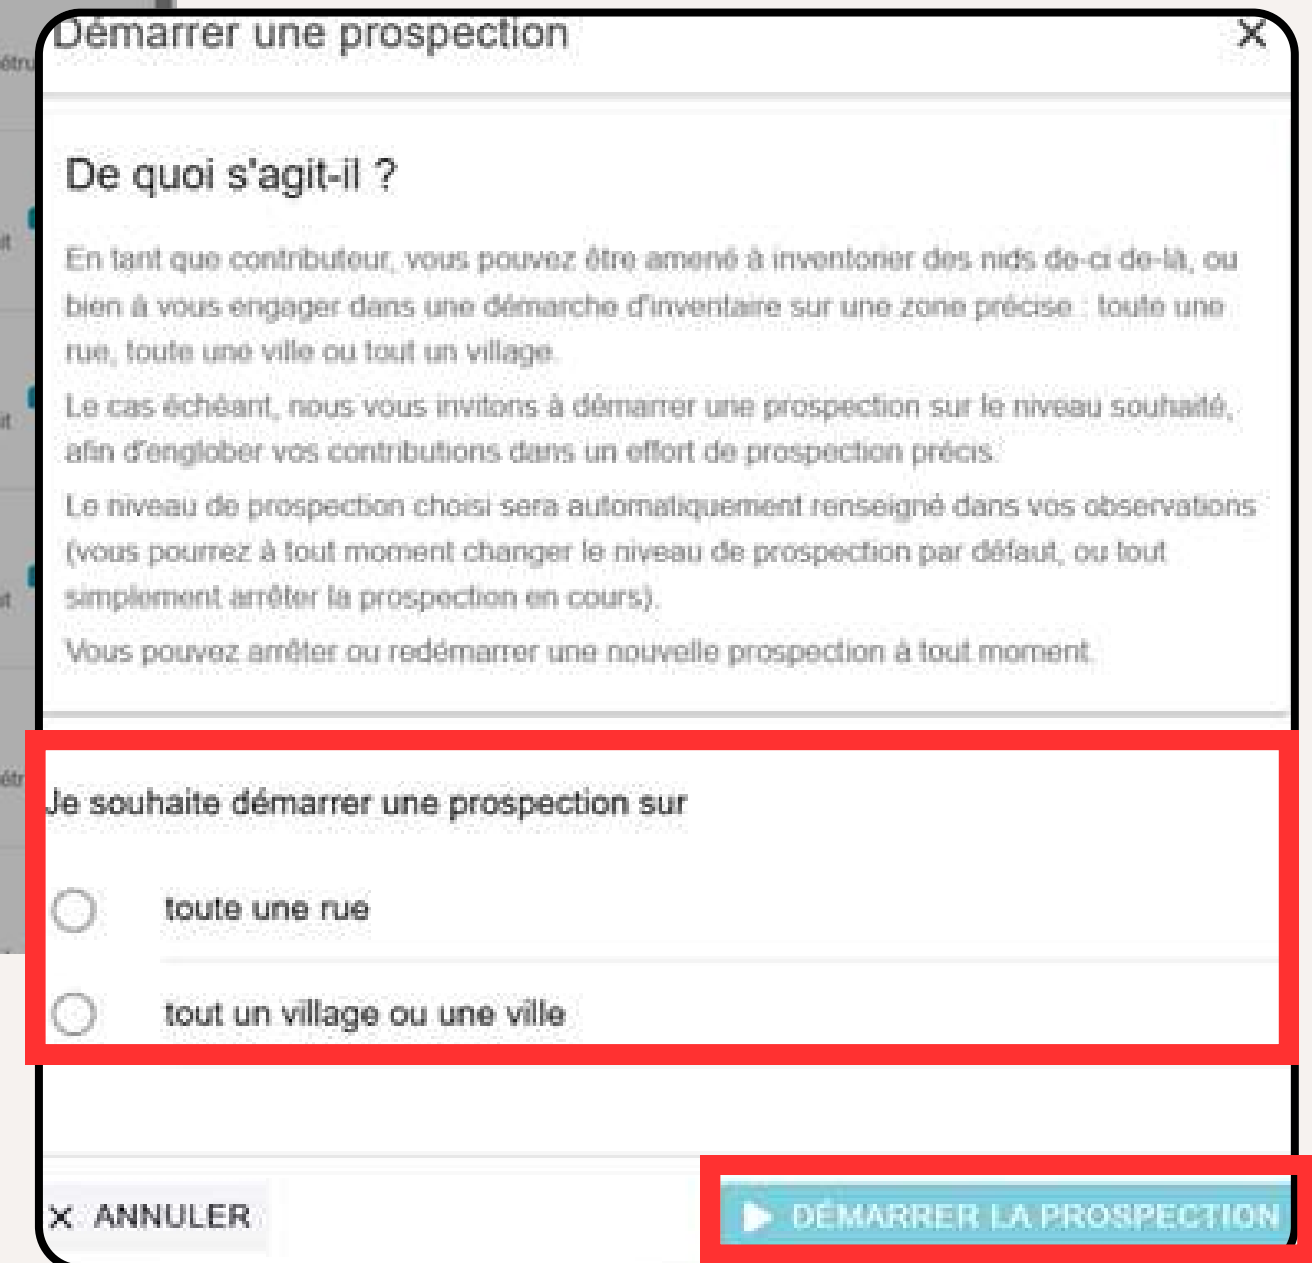 Démarrer une prospection
De quoi s'agit-il ?
En tant que contributeur, vous pouvez être amené à inventorier des nids de-ci de-là, ou
bien à vous engager dans une démarche d'inventaire sur une zone précise : toute une
rue, toute une ville ou tout un village.
Le cas échéant, nous vous invitons à démarrer une prospection sur le niveau souhaité,
afin d'englober vos contributions dans un effort de prospection précis.
Le niveau de prospection choisi sera automatiquement renseigné dans vos observations
(vous pourrez à tout moment changer le niveau de prospection par défaut, ou tout
simplement arrêter la prospection en cours).
Vous pouvez arrêter ou redémarrer une nouvelle prospection à tout moment.
Je souhaite démarrer une prospection sur
toute une rue
tout un village ou une ville
ANNULER
DÉMARRER LA PROSPECTION